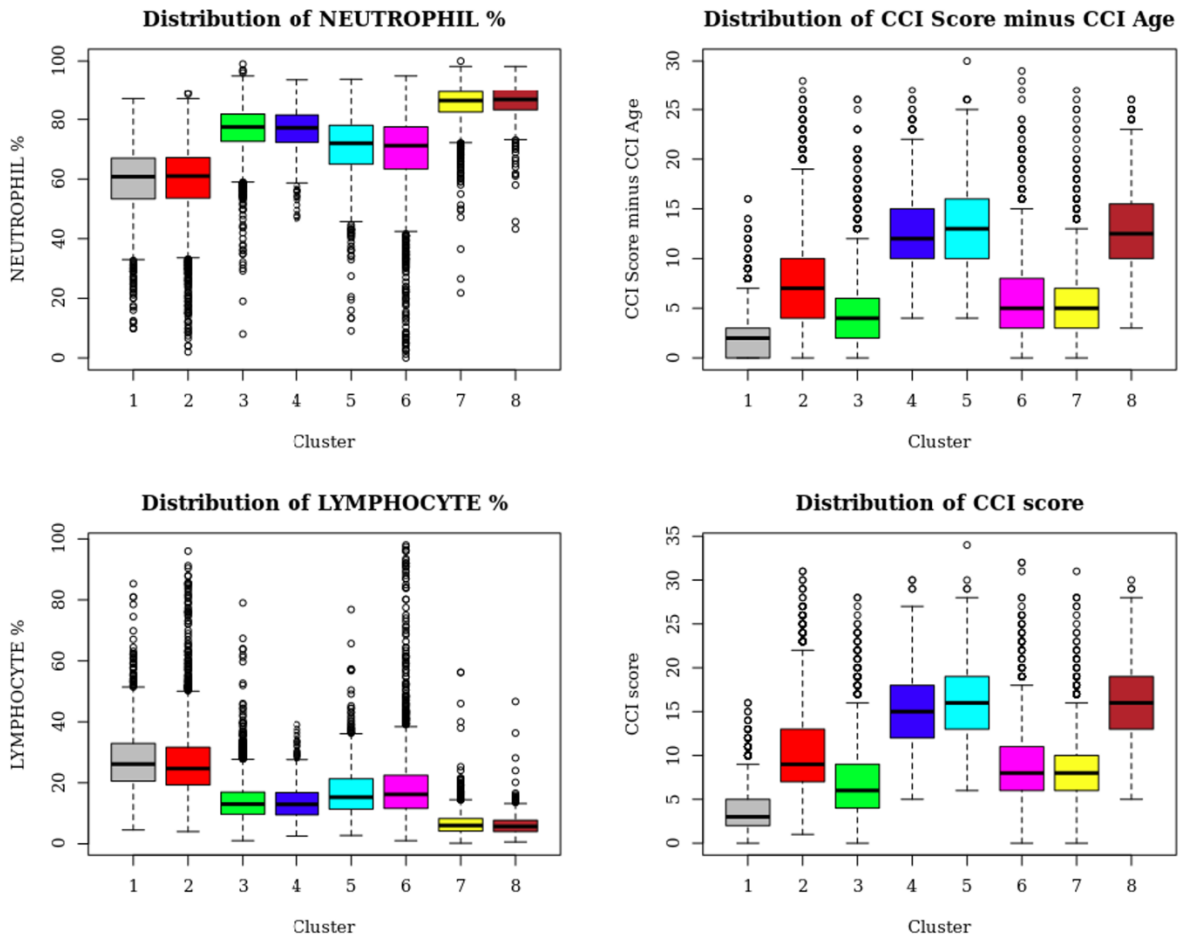 Distribution of NEUTROPHIL %
NEUTROPHIL %
100
80
60
40
20
0
1 2 3 4 5 6 7 8
Cluster
Distribution of CCI Score minus CCI Age
CCI Score minus CCI Age
30
25
20
15
10
5
0
1 2 3 4 5 6 7 8
Cluster
Distribution of LYMPHOCYTE %
LYMPHOCYTE %
100
80
60
40
20
0
1 2 3 4 5 6 7 8
Cluster
Distribution of CCI score
CCI score
35
30
25
20
15
10
5
0
1 2 3 4 5 6 7 8
Cluster